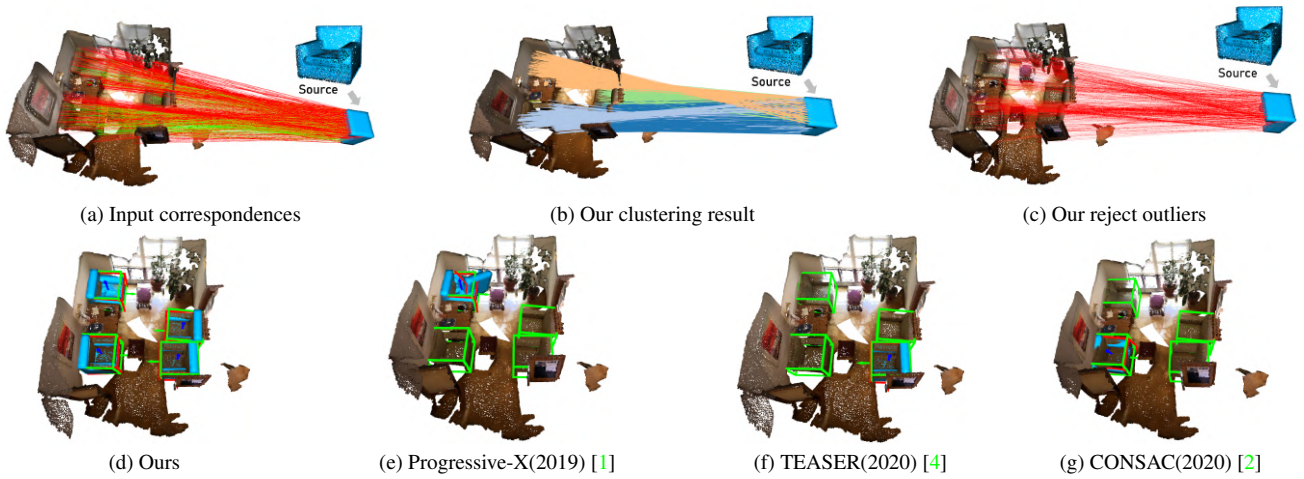 Source
Source
Source
(a) Input correspondences
(b) Our clustering result
(c) Our reject outliers
(d) Ours
(e) Progressive-X(2019) [1]
(f) TEASER(2020) [4]
(g) CONSAC(2020) [2]